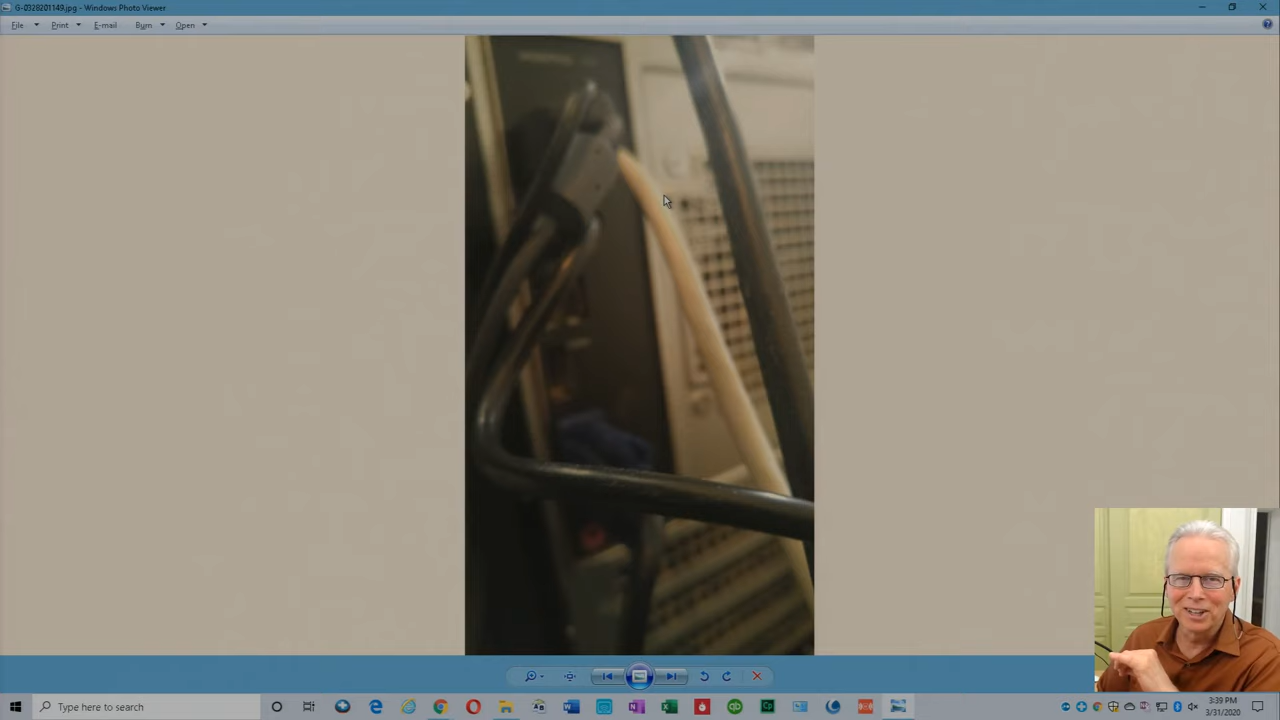 G-0328201149.jpg - Windows Photo Viewer
File Print E-mail Burn Open
Type here to search
3:39 PM
3/31/2020